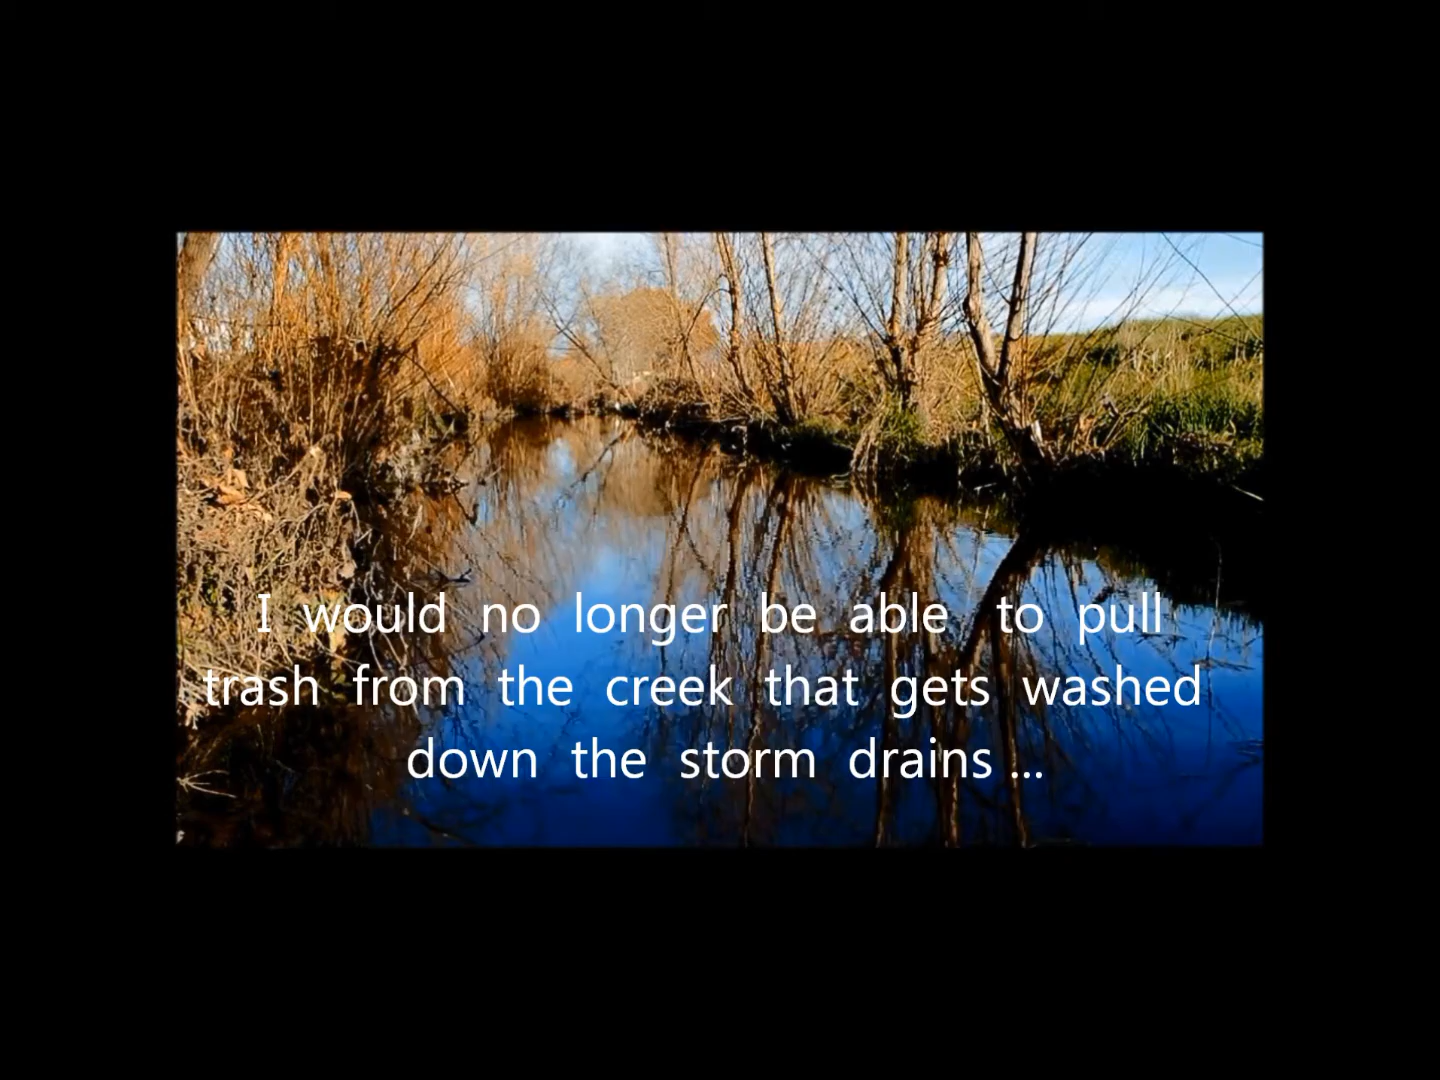 I would no longer be able to pull
trash from the creek that gets washed
down the storm drains ...